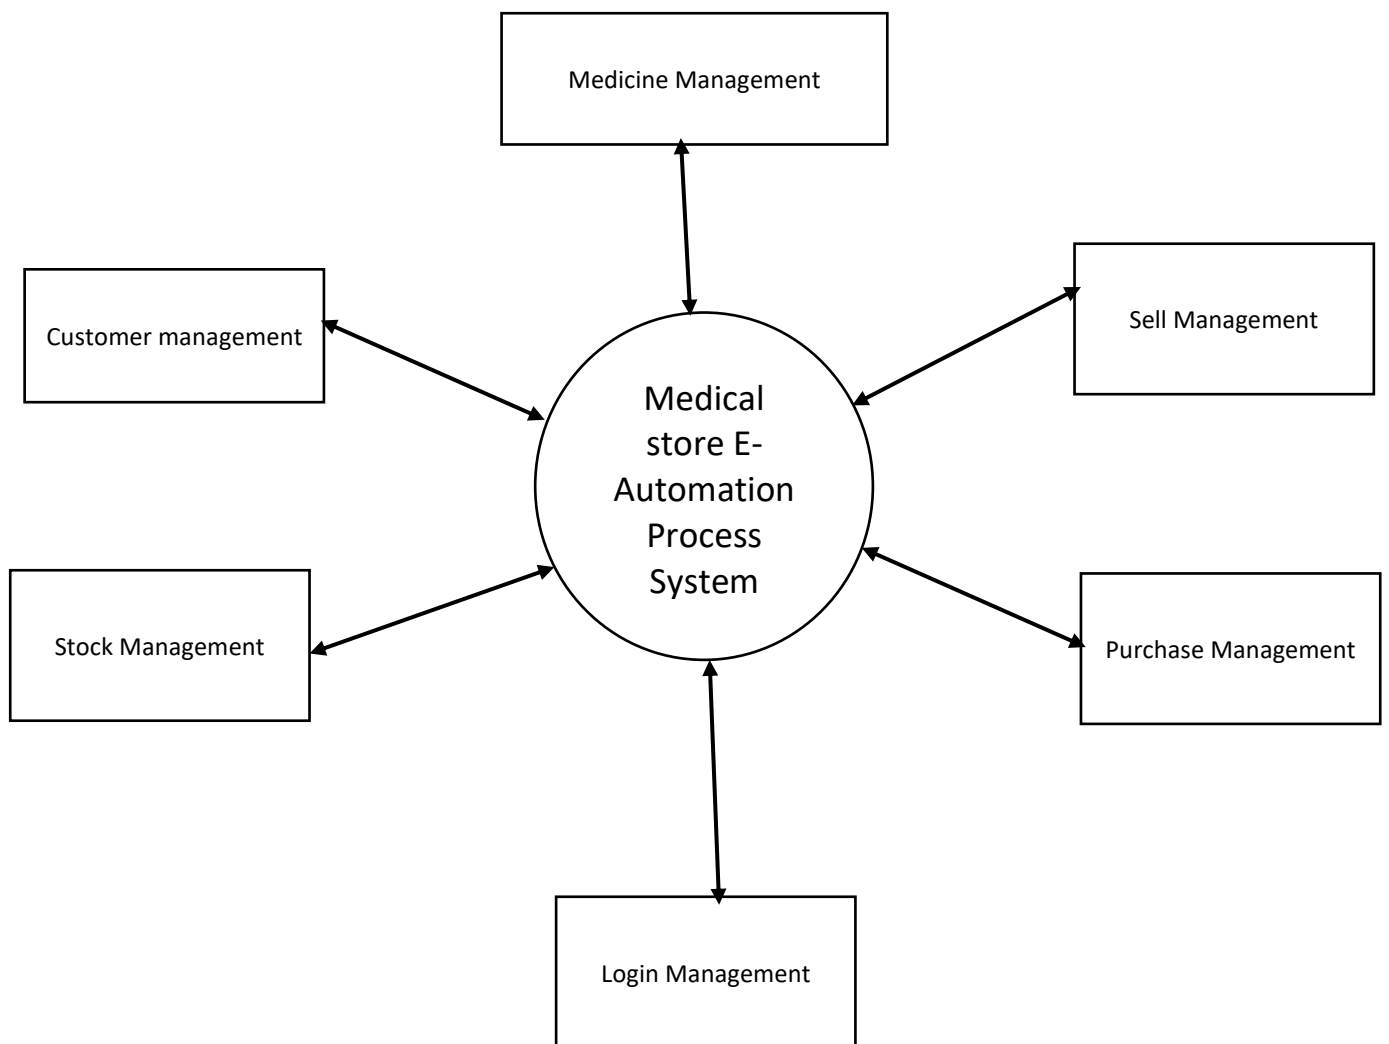 Medicine Management
Sell Management
Customer management
Medical
store E-
Automation
Process
System
Stock Management
Purchase Management
Login Management